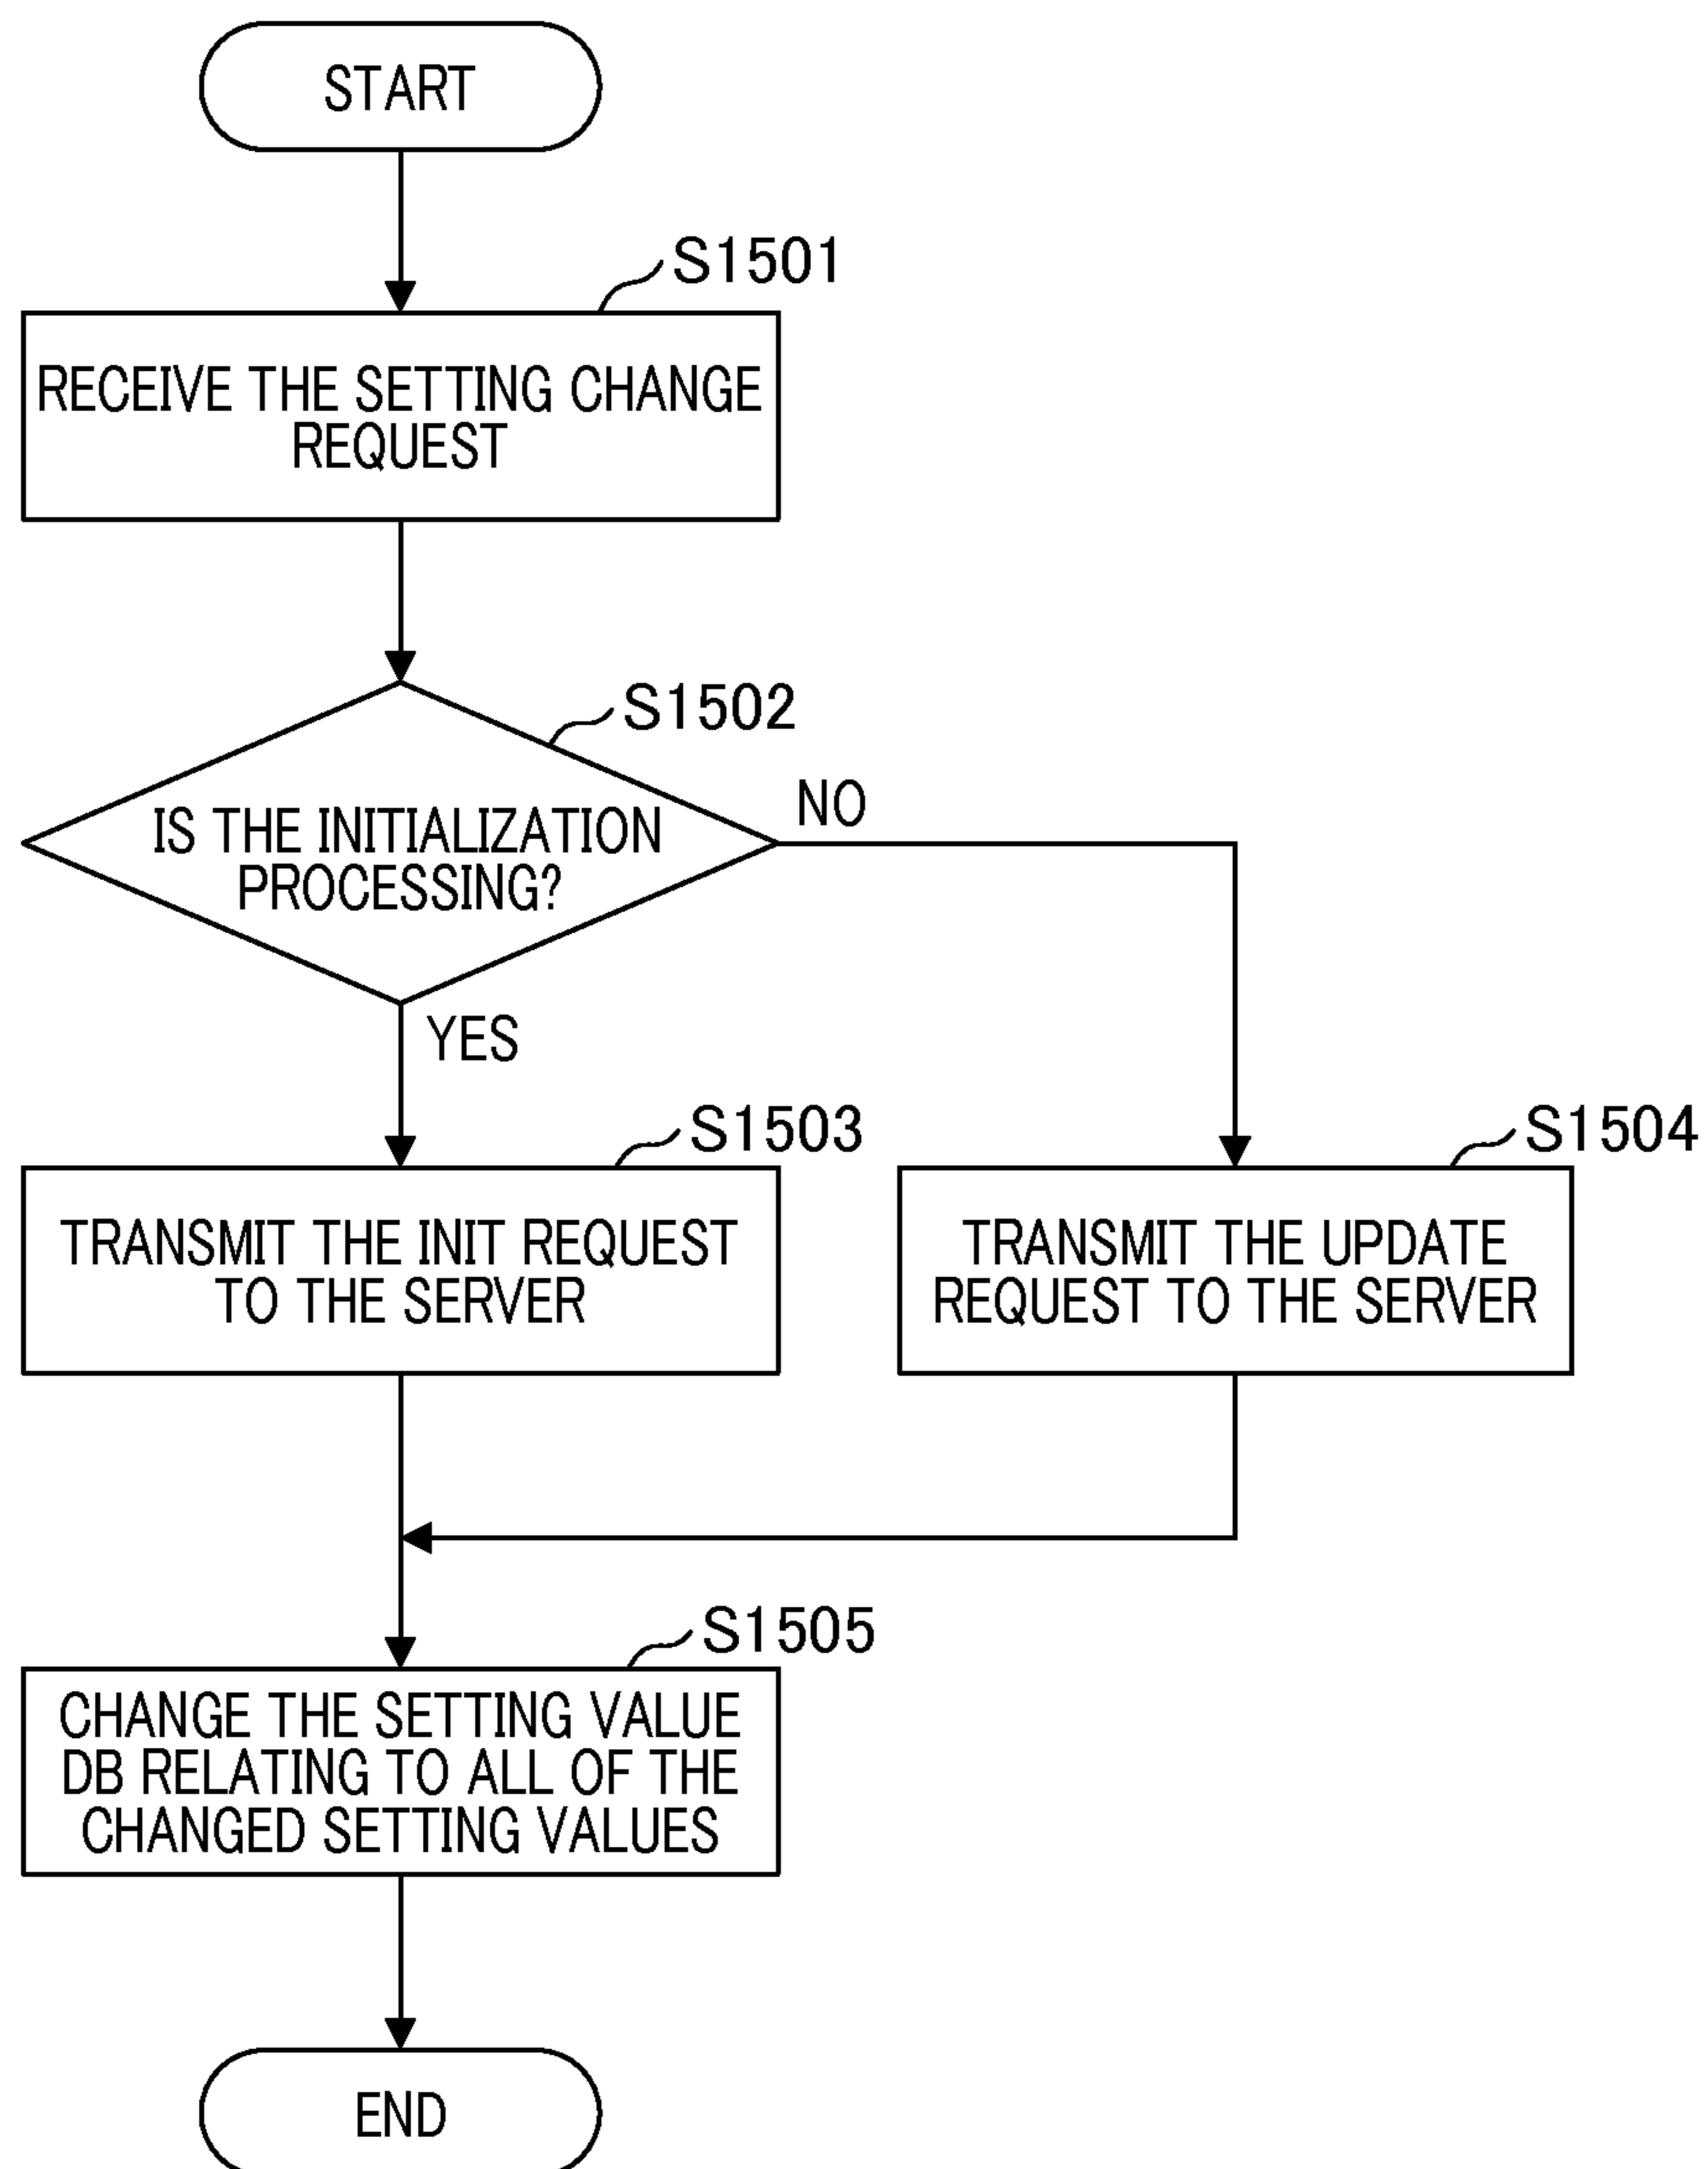 START
S1501
RECEIVE THE SETTING CHANGE
REQUEST
S1502
IS THE INITIALIZATION
PROCESSING?
NO
YES
S1503
TRANSMIT THE INIT REQUEST
TO THE SERVER
S1504
TRANSMIT THE UPDATE
REQUEST TO THE SERVER
S1505
CHANGE THE SETTING VALUE
DB RELATING TO ALL OF THE
CHANGED SETTING VALUES
END